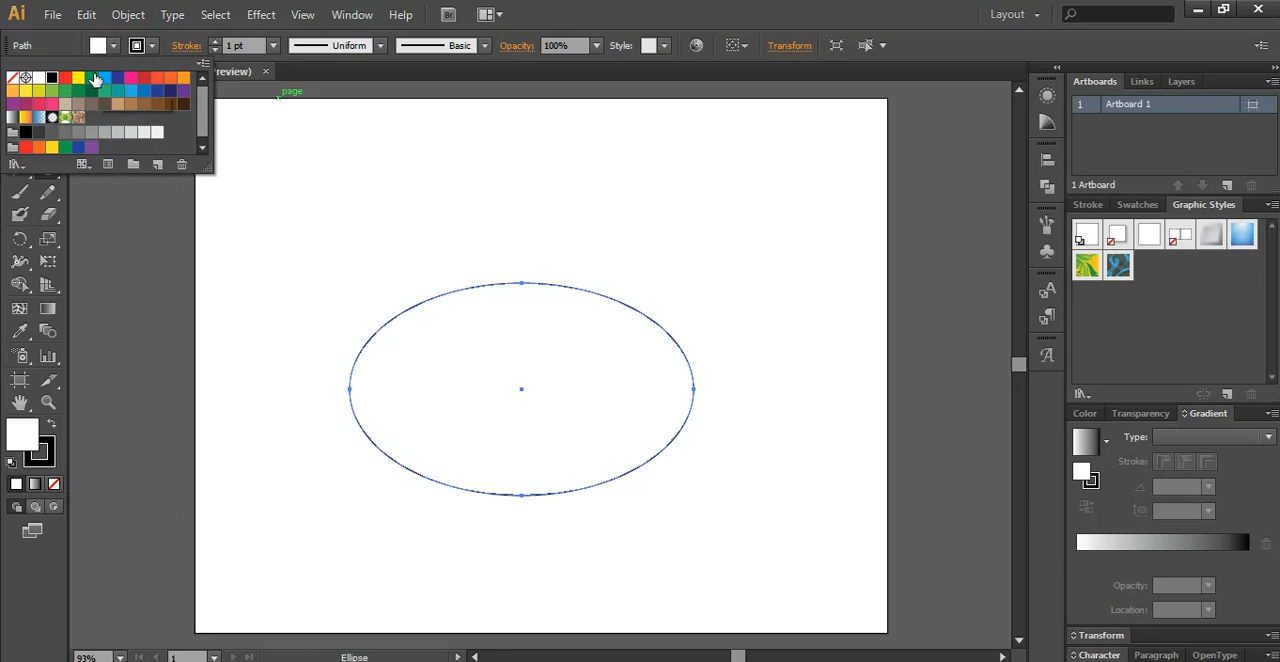 Ai File Edit Object Type Select Effect View Window Help Br Layout
Path Stroke: 1 pt Uniform Basic Opacity: 100% Style: Transform
review) ×
page
Artboards Links Layers
1 Artboard 1
1 Artboard
Stroke Swatches Graphic Styles
Color Transparency Gradient
Type:
Stroke:
Opacity:
Location:
Transform
Character Paragraph OpenType
93% 1 Ellipse